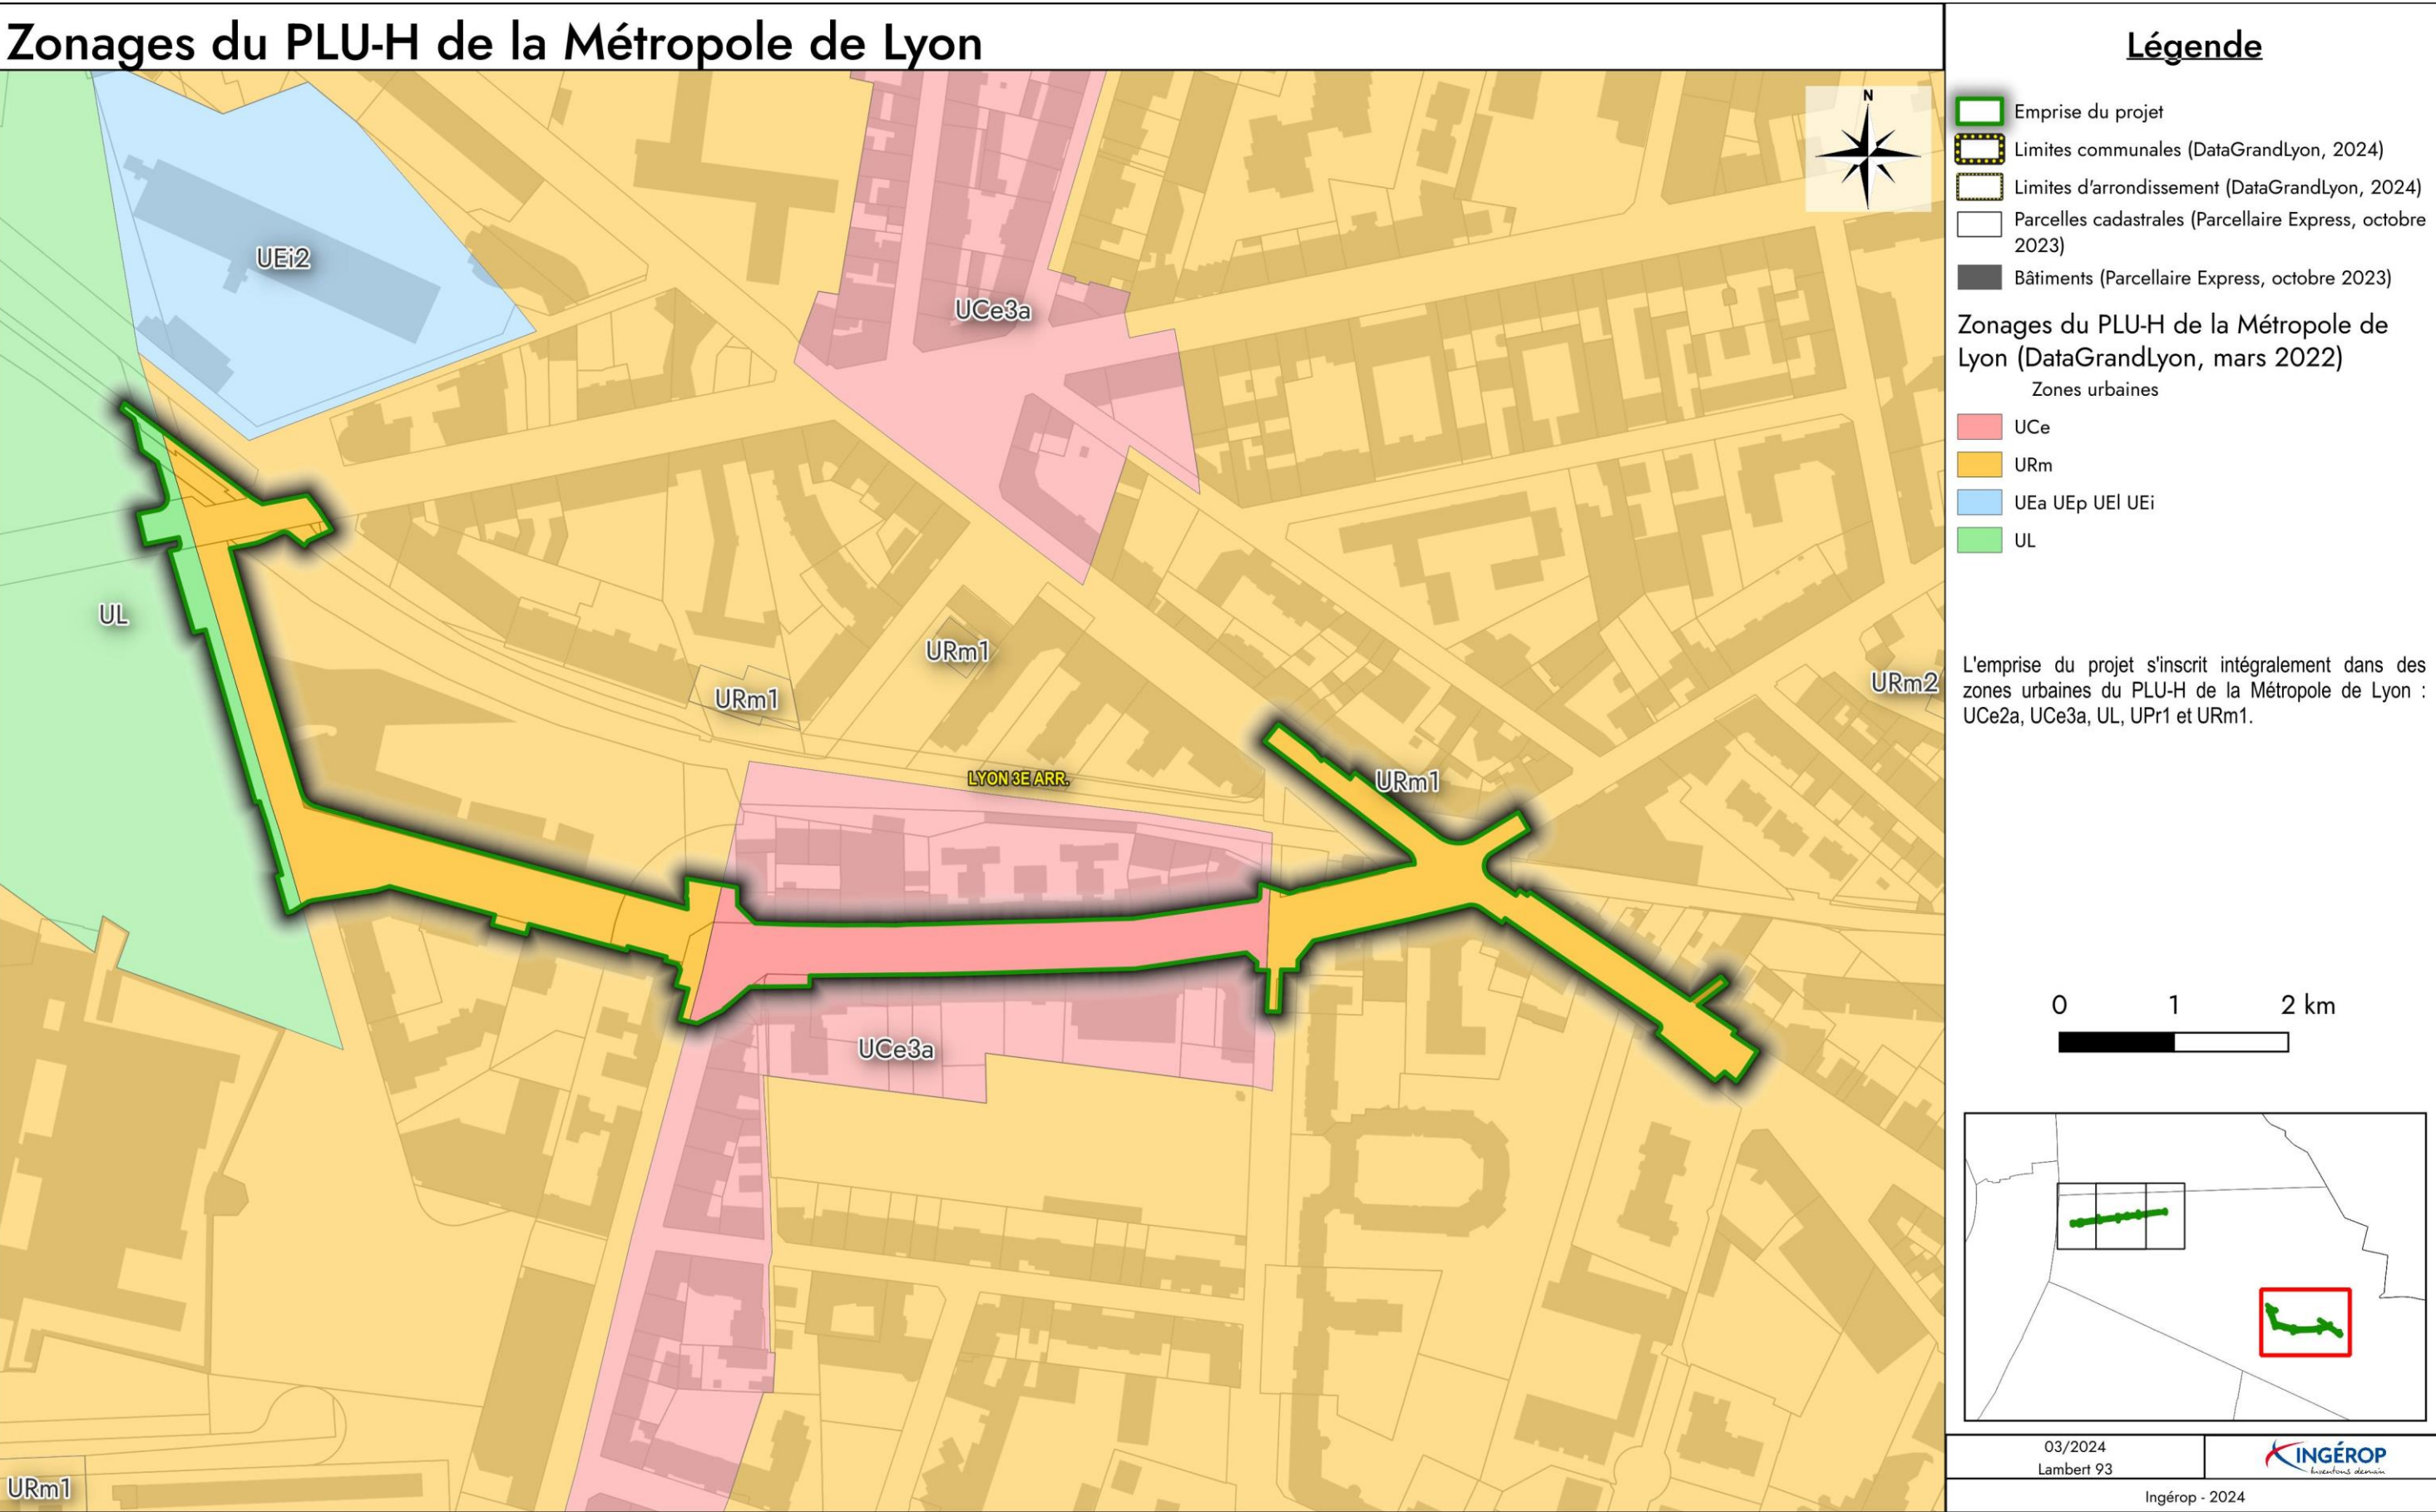 Zonages du PLU-H de la Métropole de Lyon
N
UEi2
UCe3a
UL
URm1
URm1
URm2
LYON 3E ARR.
URm1
UCe3a
URm1
Légende
Emprise du projet
Limites communales (DataGrandLyon, 2024)
Limites d'arrondissement (DataGrandLyon, 2024)
Parcelles cadastrales (Parcellaire Express, octobre
2023)
Bâtiments (Parcellaire Express, octobre 2023)
Zonages du PLU-H de la Métropole de
Lyon (DataGrandLyon, mars 2022)
Zones urbaines
UCe
URm
UEa UEp UEl UEi
UL
L'emprise du projet s'inscrit intégralement dans des
zones urbaines du PLU-H de la Métropole de Lyon :
UCe2a, UCe3a, UL, UPr1 et URm1.
0 1 2 km
03/2024
Lambert 93
INGÉROP
Inventons demain
Ingérop - 2024